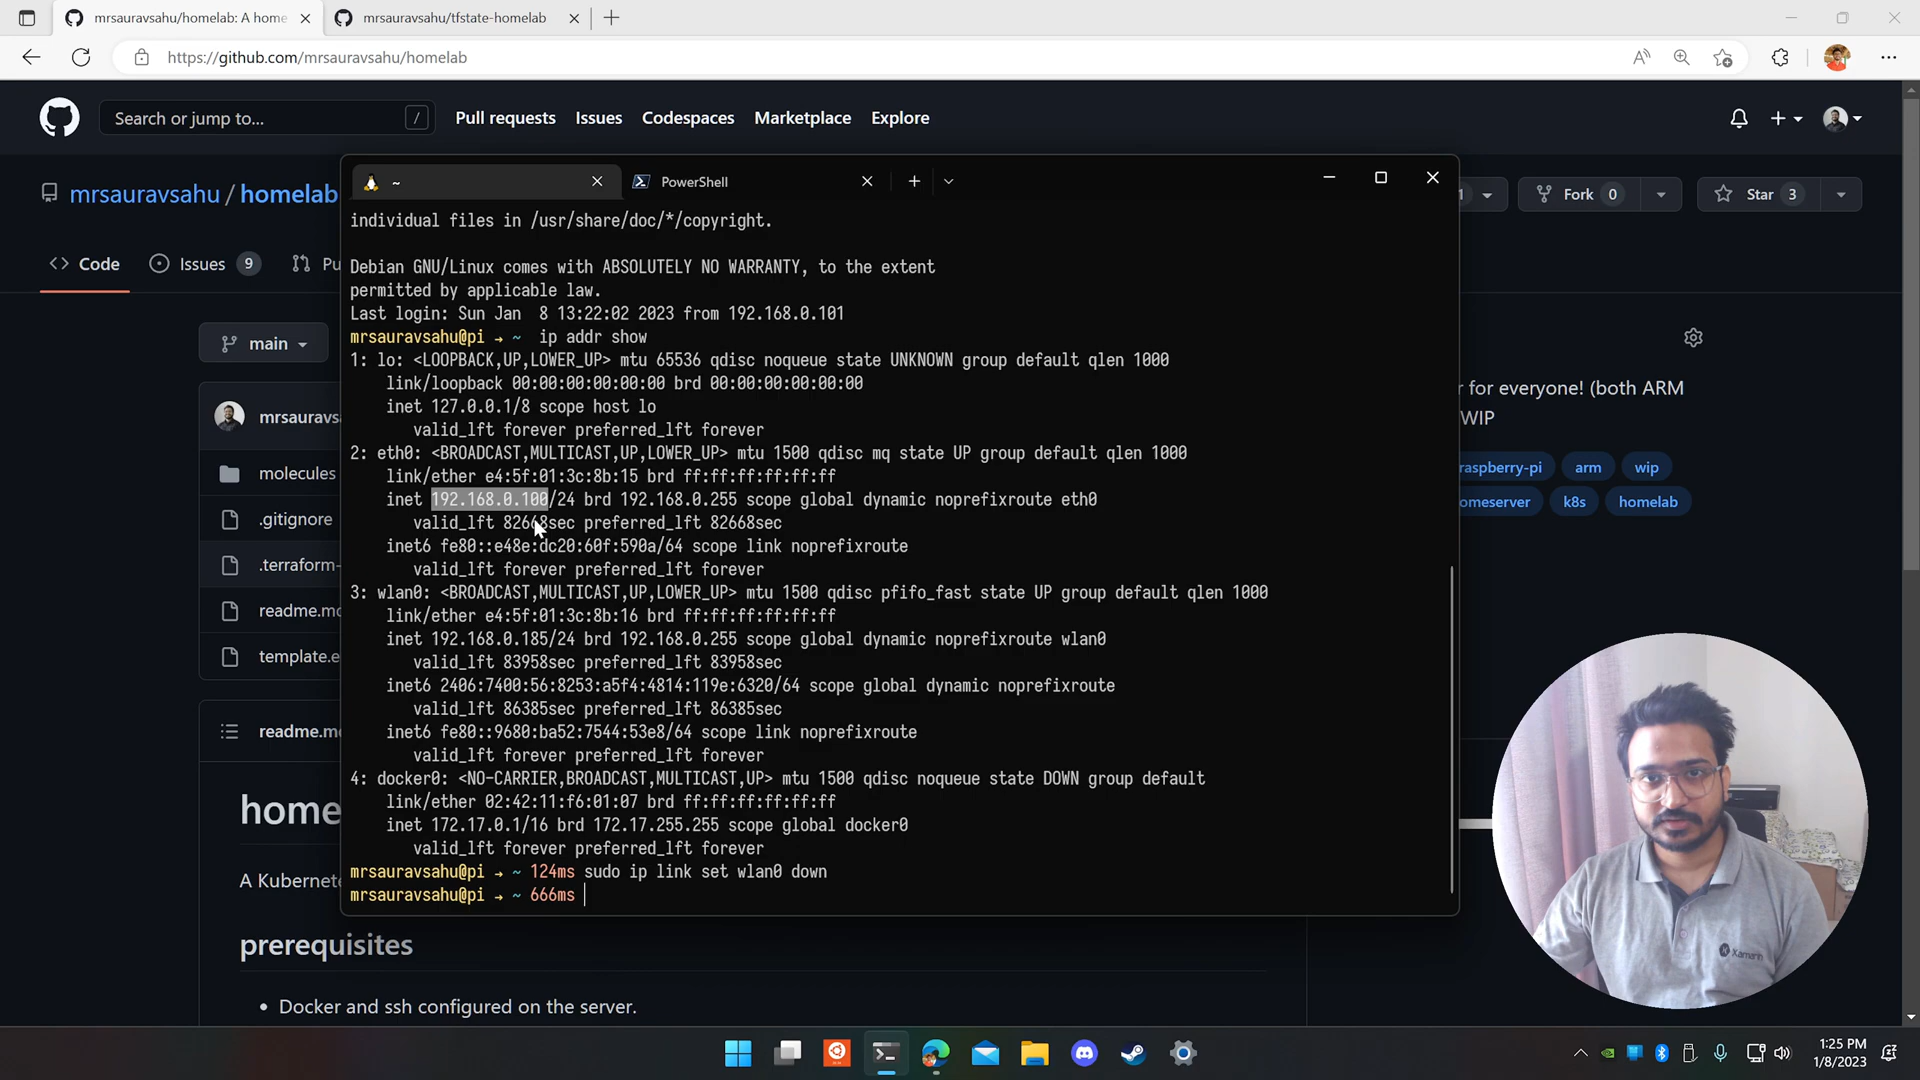 mrsauravsahu/homelab: A home
mrsauravsahu/tfstate-homelab
https://github.com/mrsauravsahu/homelab
Search or jump to...
/
Pull requests
Issues
Codespaces
Marketplace
Explore
mrsauravsahu / homelab
1
Fork 0
Star 3
Code
Issues 9
Pu
~
PowerShell
individual files in /usr/share/doc/*/copyright.
Debian GNU/Linux comes with ABSOLUTELY NO WARRANTY, to the extent
permitted by applicable law.
Last login: Sun Jan  8 13:22:02 2023 from 192.168.0.101
mrsauravsahu@pi → ~  ip addr show
1: lo: <LOOPBACK,UP,LOWER_UP> mtu 65536 qdisc noqueue state UNKNOWN group default qlen 1000
link/loopback 00:00:00:00:00:00 brd 00:00:00:00:00:00
inet 127.0.0.1/8 scope host lo
valid_lft forever preferred_lft forever
2: eth0: <BROADCAST,MULTICAST,UP,LOWER_UP> mtu 1500 qdisc mq state UP group default qlen 1000
link/ether e4:5f:01:3c:8b:15 brd ff:ff:ff:ff:ff:ff
inet 192.168.0.100/24 brd 192.168.0.255 scope global dynamic noprefixroute eth0
valid_lft 82668sec preferred_lft 82668sec
inet6 fe80::e48e:dc20:60f:590a/64 scope link noprefixroute
valid_lft forever preferred_lft forever
3: wlan0: <BROADCAST,MULTICAST,UP,LOWER_UP> mtu 1500 qdisc pfifo_fast state UP group default qlen 1000
link/ether e4:5f:01:3c:8b:16 brd ff:ff:ff:ff:ff:ff
inet 192.168.0.185/24 brd 192.168.0.255 scope global dynamic noprefixroute wlan0
valid_lft 83958sec preferred_lft 83958sec
inet6 2406:7400:56:8253:a5f4:4814:119e:6320/64 scope global dynamic noprefixroute
valid_lft 86385sec preferred_lft 86385sec
inet6 fe80::9680:ba52:7544:53e8/64 scope link noprefixroute
valid_lft forever preferred_lft forever
4: docker0: <NO-CARRIER,BROADCAST,MULTICAST,UP> mtu 1500 qdisc noqueue state DOWN group default
link/ether 02:42:11:f6:01:07 brd ff:ff:ff:ff:ff:ff
inet 172.17.0.1/16 brd 172.17.255.255 scope global docker0
valid_lft forever preferred_lft forever
mrsauravsahu@pi → ~ 124ms sudo ip link set wlan0 down
mrsauravsahu@pi → ~ 666ms
main
mrsauravs
molecules
.gitignore
.terraform-
readme.mo
template.e
readme.m
home
A Kubernete
prerequisites
Docker and ssh configured on the server.
r for everyone! (both ARM
WIP
raspberry-pi
arm
wip
omeserver
k8s
homelab
Xamarin
1:25 PM
1/8/2023